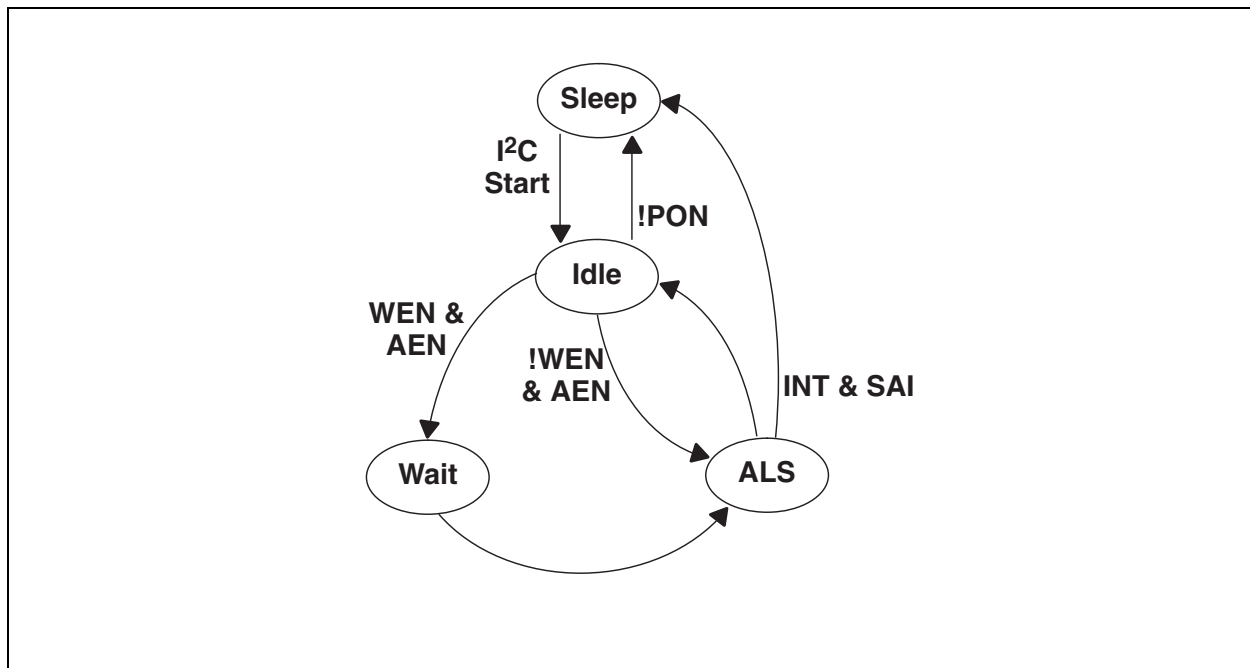 Sleep
I²C
Start
!PON
Idle
WEN &
AEN
!WEN
& AEN
INT & SAI
Wait
ALS